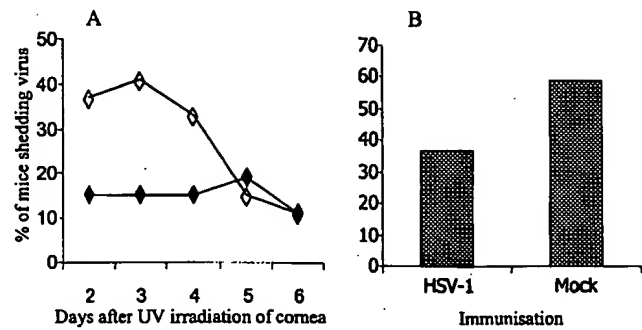 A
% of mice shedding virus
50
40
30
20
10
0
2 3 4 5 6
Days after UV irradiation of cornea
B
70
60
50
40
30
20
10
0
HSV-1 Mock
Immunisation